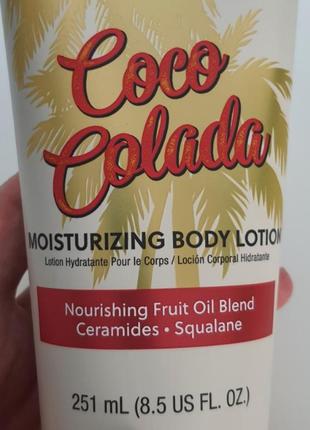 Coco
Colada
MOISTURIZING BODY LOTION
Lotion Hydratante Pour le Corps / Loción Corporal Hidratante
Nourishing Fruit Oil Blend
Ceramides • Squalane
251 mL (8.5 US FL. OZ.)